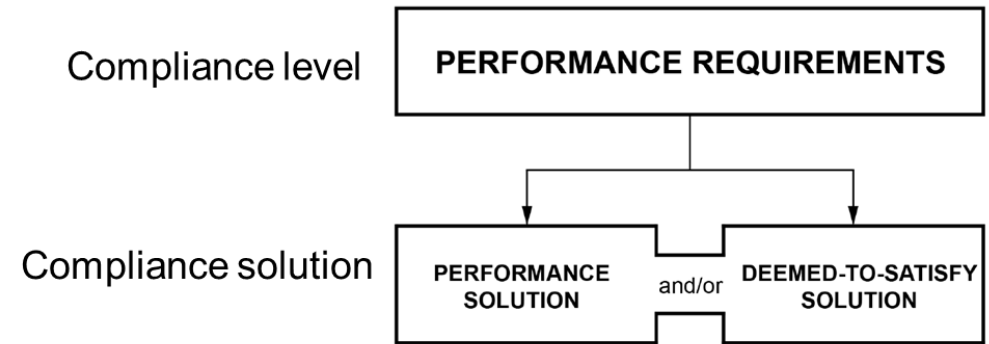 Compliance level
PERFORMANCE REQUIREMENTS
Compliance solution
PERFORMANCE
SOLUTION
and/or
DEEMED-TO-SATISFY
SOLUTION